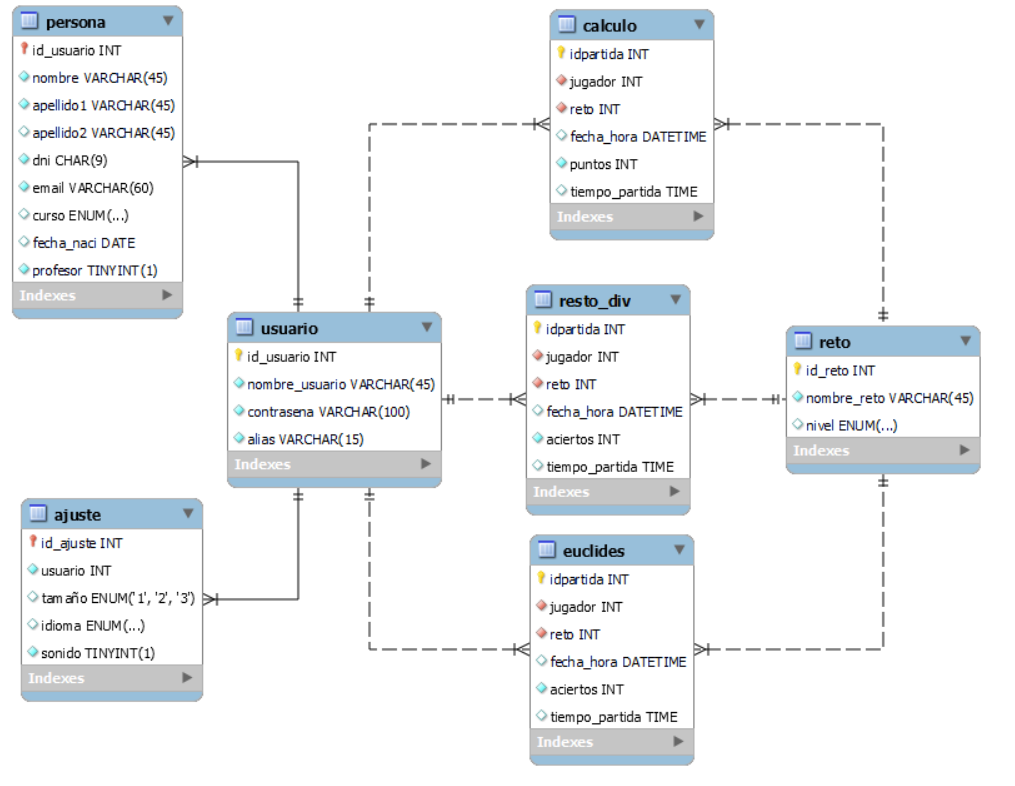 persona
id_usuario INT
nombre VARCHAR(45)
apellido1 VARCHAR(45)
apellido2 VARCHAR(45)
dni CHAR(9)
email VARCHAR(60)
curso ENUM(...)
fecha_naci DATE
profesor TINYINT(1)
Indexes
calculo
idpartida INT
jugador INT
reto INT
fecha_hora DATETIME
puntos INT
tiempo_partida TIME
Indexes
usuario
id_usuario INT
nombre_usuario VARCHAR(45)
contrasena VARCHAR(100)
alias VARCHAR(15)
Indexes
resto_div
idpartida INT
jugador INT
reto INT
fecha_hora DATETIME
aciertos INT
tiempo_partida TIME
Indexes
reto
id_reto INT
nombre_reto VARCHAR(45)
nivel ENUM(...)
Indexes
ajuste
id_ajuste INT
usuario INT
tamaño ENUM('1', '2', '3')
idioma ENUM(...)
sonido TINYINT(1)
Indexes
euclides
idpartida INT
jugador INT
reto INT
fecha_hora DATETIME
aciertos INT
tiempo_partida TIME
Indexes